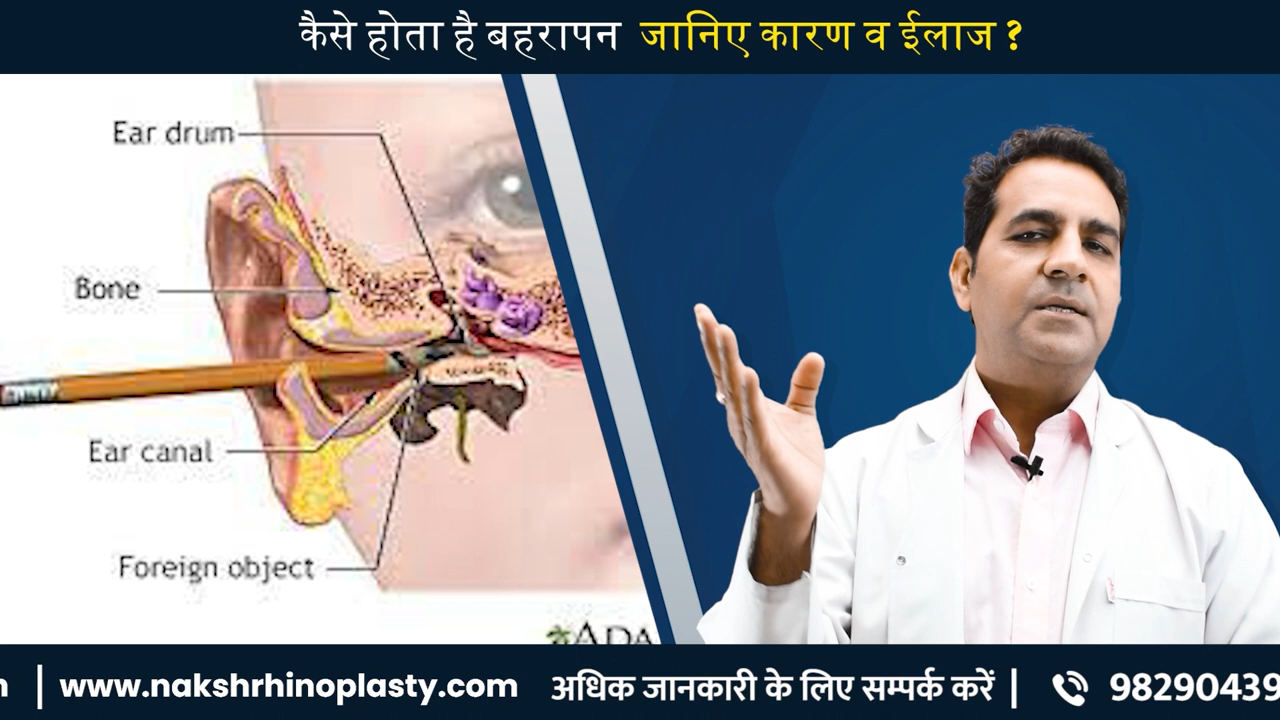 कैसे होता है बहरापन जानिए कारण व ईलाज ?
Ear drum
Bone
Ear canal
Foreign object
www.nakshrhinoplasty.com
अधिक जानकारी के लिए सम्पर्क करें
98290439